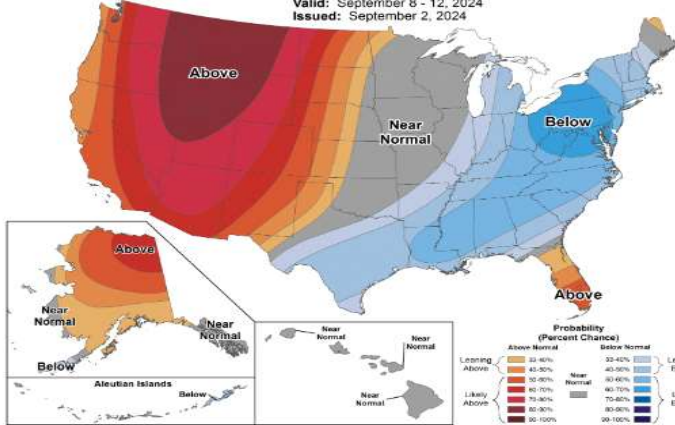 Valid: September 8 - 12, 2024
Issued: September 2, 2024
Above
Near
Normal
Below
Above
Above
Near
Normal
Near
Normal
Below
Aleutian Islands
Below
Near
Normal
Near
Normal
Near
Normal
Probability
(Percent Chance)
Above Normal Below Normal
Leaning
Above
33-40% 33-40%
40-50% 40-50%
Likely
Above
50-60% 50-60%
60-70% 60-70%
70-80% 70-80%
80-90% 80-90%
90-100% 90-100%
Near
Normal